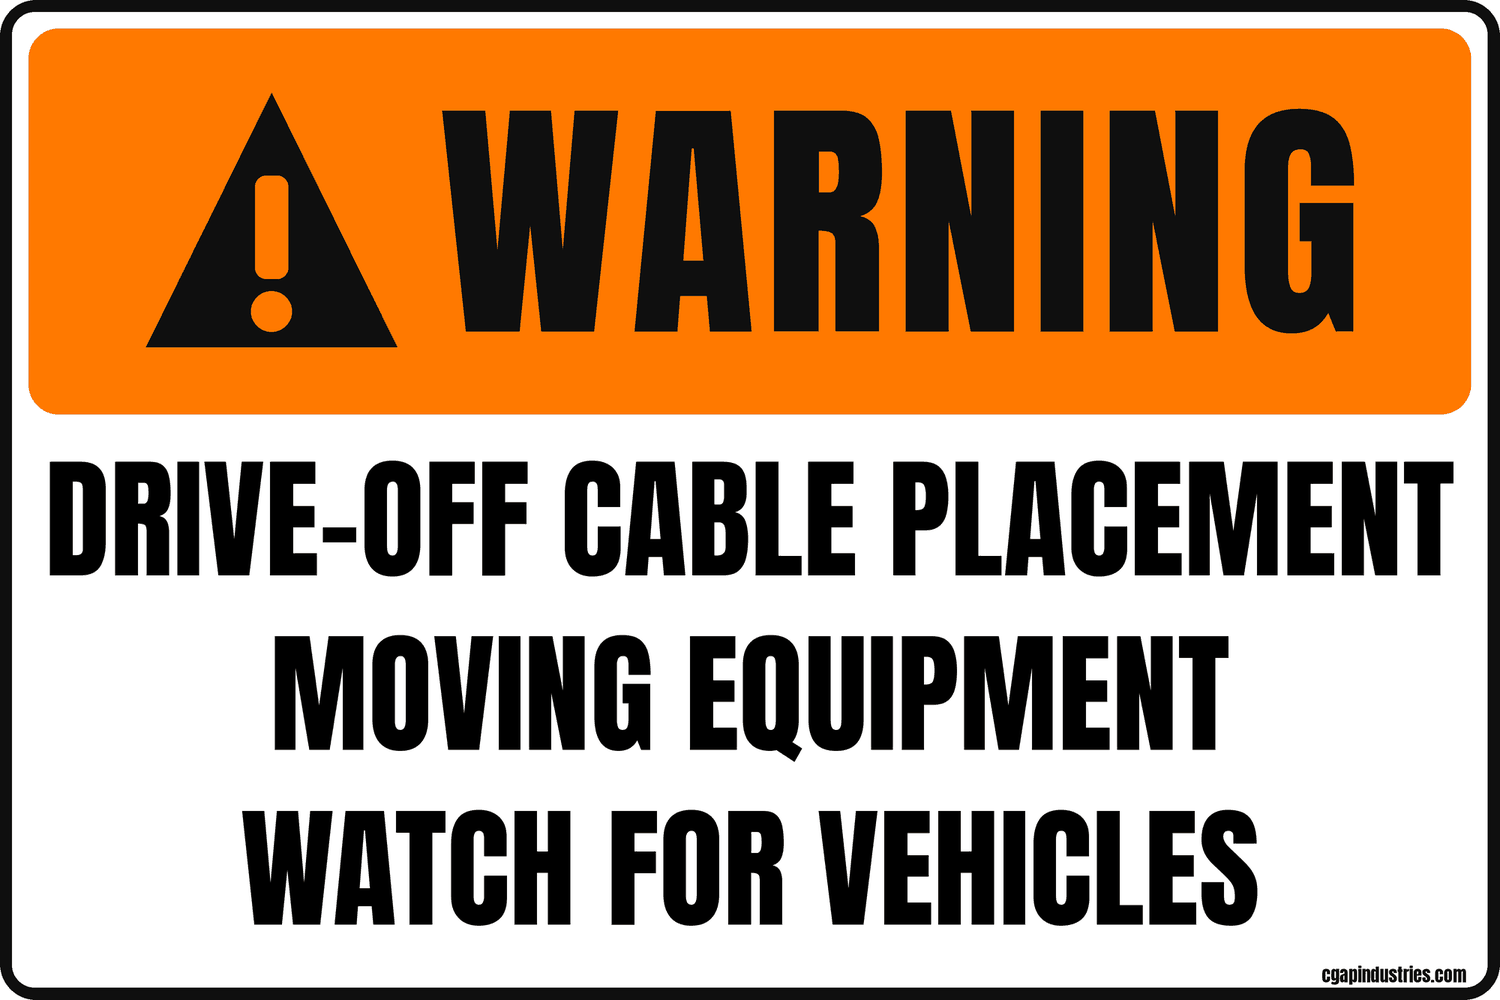 WARNING
DRIVE-OFF CABLE PLACEMENT
MOVING EQUIPMENT
WATCH FOR VEHICLES
cgapindustries.com